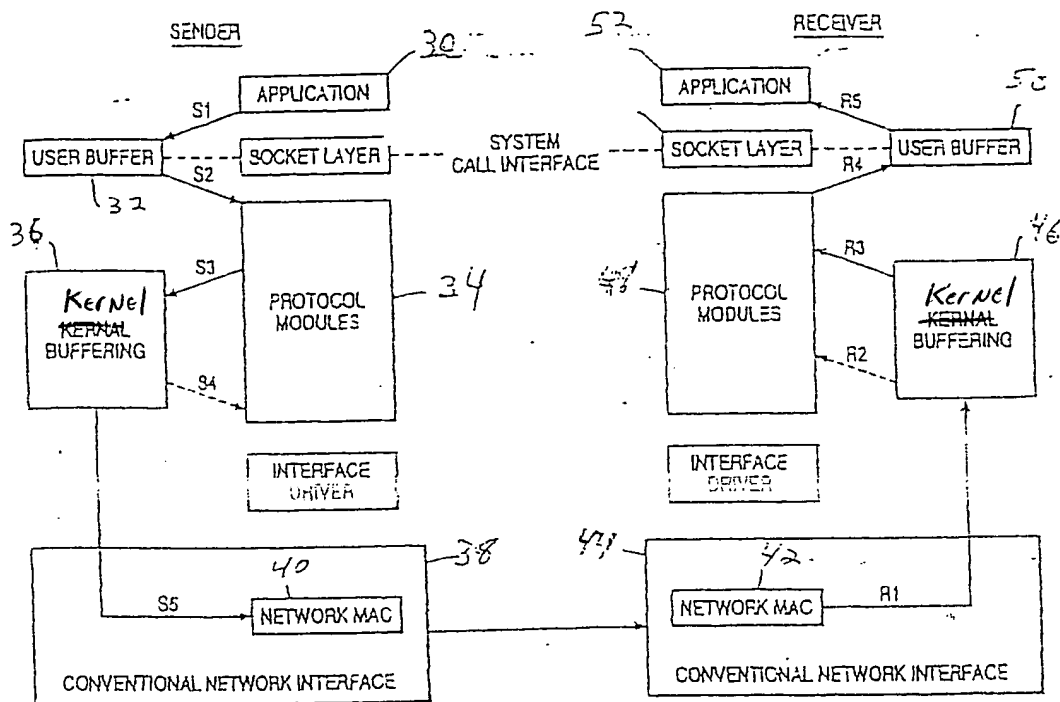 SENDER
30
52
RECEIVER
APPLICATION
APPLICATION
S1
R5
USER BUFFER
SOCKET LAYER
SYSTEM
CALL INTERFACE
SOCKET LAYER
USER BUFFER
32
S2
R4
36
46
S3
R3
Kernel
KERNAL
BUFFERING
PROTOCOL
MODULES
34
PROTOCOL
MODULES
Kernel
KERNAL
BUFFERING
S4
R2
INTERFACE
DRIVER
INTERFACE
DRIVER
38
40
42
S5
NETWORK MAC
NETWORK MAC
R1
CONVENTIONAL NETWORK INTERFACE
CONVENTIONAL NETWORK INTERFACE